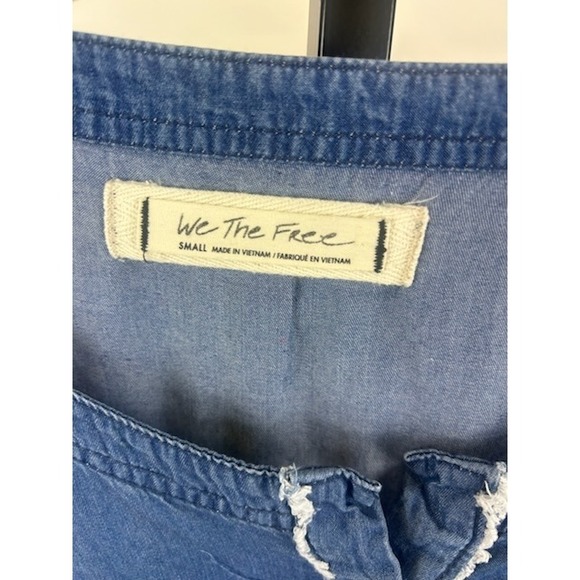 We The Free
SMALL MADE IN VIETNAM / FABRIQUÉ EN VIETNAM